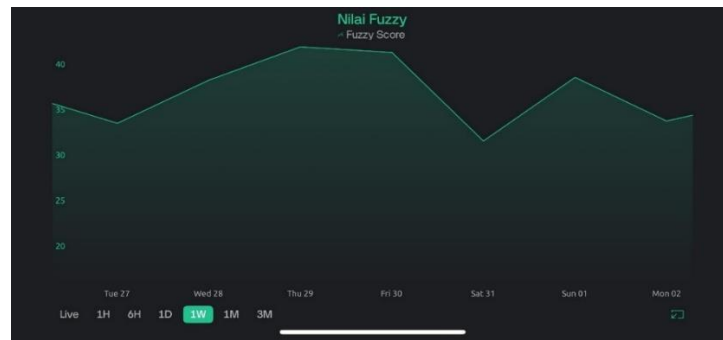 Nilai Fuzzy
Fuzzy Score
40
35
30
25
20
Tue 27 Wed 28 Thu 29 Fri 30 Sat 31 Sun 01 Mon 02
Live 1H 6H 1D 1W 1M 3M